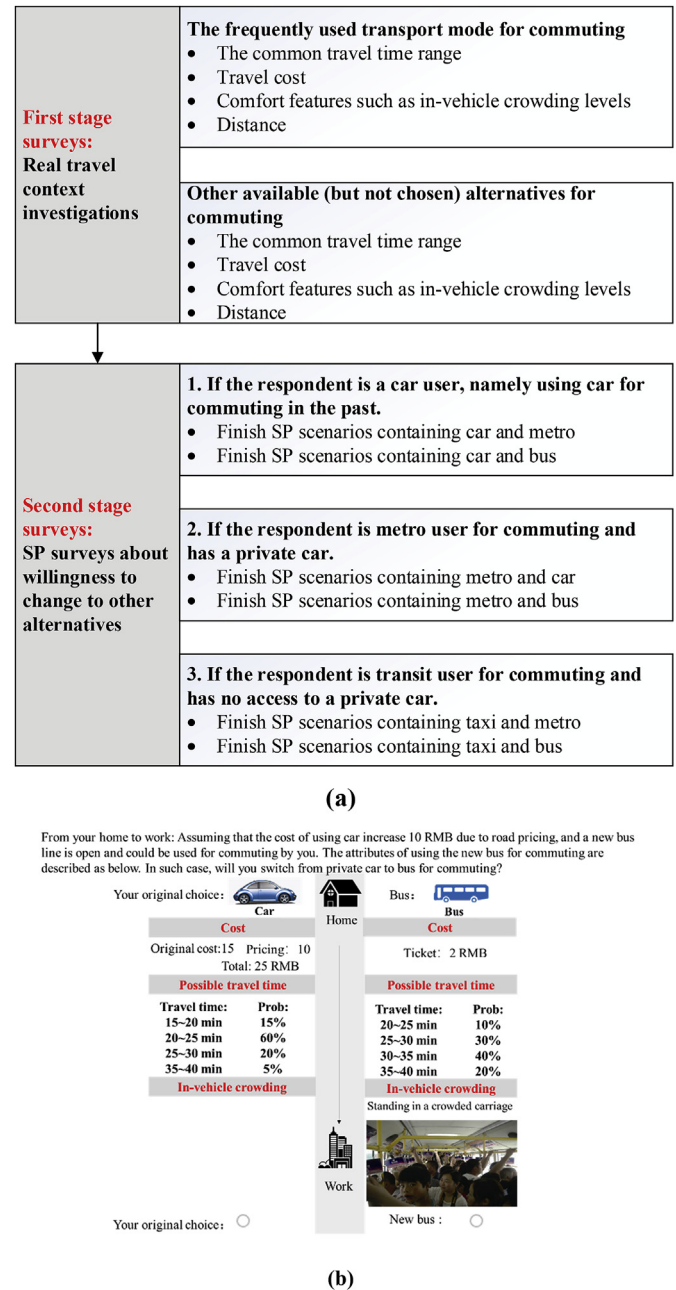 The frequently used transport mode for commuting
• The common travel time range
• Travel cost
• Comfort features such as in-vehicle crowding levels
• Distance
First stage
surveys:
Real travel
context
investigations
Other available (but not chosen) alternatives for
commuting
• The common travel time range
• Travel cost
• Comfort features such as in-vehicle crowding levels
• Distance
1. If the respondent is a car user, namely using car for
commuting in the past.
• Finish SP scenarios containing car and metro
• Finish SP scenarios containing car and bus
Second stage
surveys:
SP surveys about
willingness to
change to other
alternatives
2. If the respondent is metro user for commuting and
has a private car.
• Finish SP scenarios containing metro and car
• Finish SP scenarios containing metro and bus
3. If the respondent is transit user for commuting and
has no access to a private car.
• Finish SP scenarios containing taxi and metro
• Finish SP scenarios containing taxi and bus
(a)
From your home to work: Assuming that the cost of using car increase 10 RMB due to road pricing, and a new bus
line is open and could be used for commuting by you. The attributes of using the new bus for commuting are
described as below. In such case, will you switch from private car to bus for commuting?
Your original choice:
Car
Cost
Original cost:15 Pricing: 10
Total: 25 RMB
Possible travel time
Travel time: Prob:
15~20 min 15%
20~25 min 60%
25~30 min 20%
35~40 min 5%
In-vehicle crowding
Your original choice:
Home
Work
Bus:
Bus
Cost
Ticket: 2 RMB
Possible travel time
Travel time: Prob:
20~25 min 10%
25~30 min 30%
30~35 min 40%
35~40 min 20%
In-vehicle crowding
Standing in a crowded carriage
New bus :
(b)